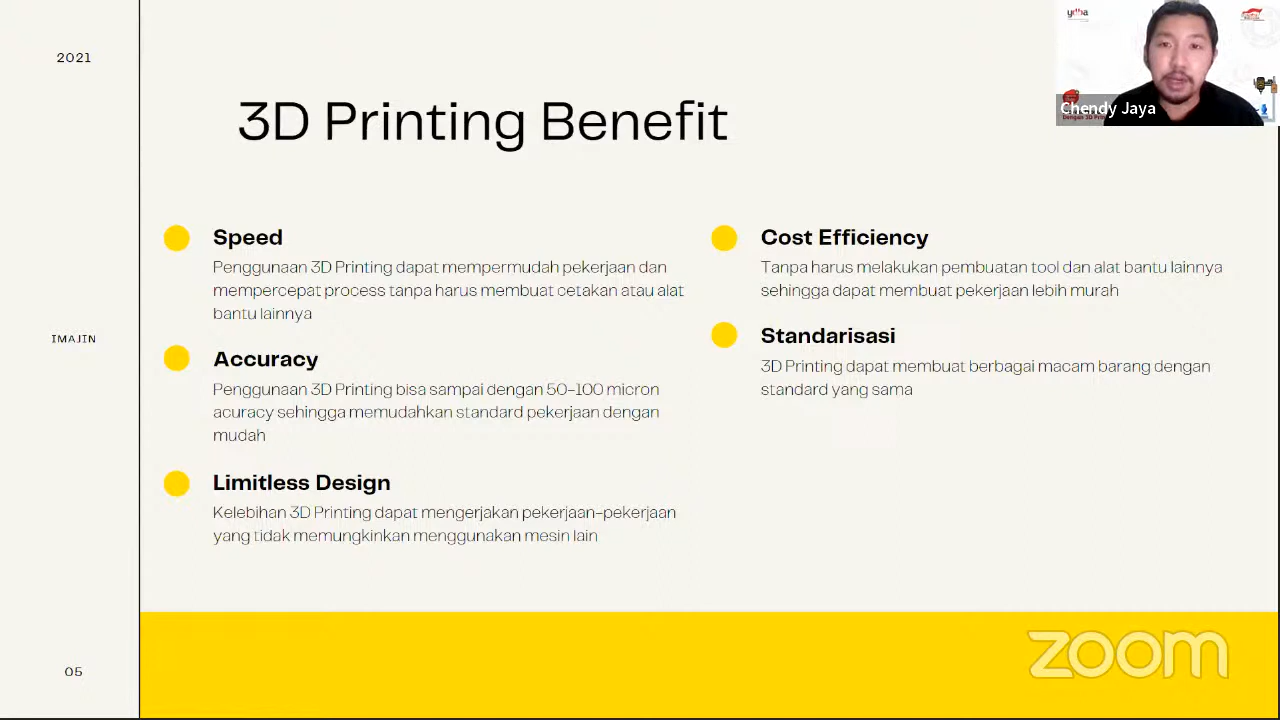 2021
3D Printing Benefit
Chendy Jaya
Speed
Penggunaan 3D Printing dapat mempermudah pekerjaan dan
mempercepat process tanpa harus membuat cetakan atau alat
bantu lainnya
Accuracy
Penggunaan 3D Printing bisa sampai dengan 50-100 micron
acuracy sehingga memudahkan standard pekerjaan dengan
mudah
Limitless Design
Kelebihan 3D Printing dapat mengerjakan pekerjaan-pekerjaan
yang tidak memungkinkan menggunakan mesin lain
Cost Efficiency
Tanpa harus melakukan pembuatan tool dan alat bantu lainnya
sehingga dapat membuat pekerjaan lebih murah
Standarisasi
3D Printing dapat membuat berbagai macam barang dengan
standard yang sama
IMAJIN
05
zoom